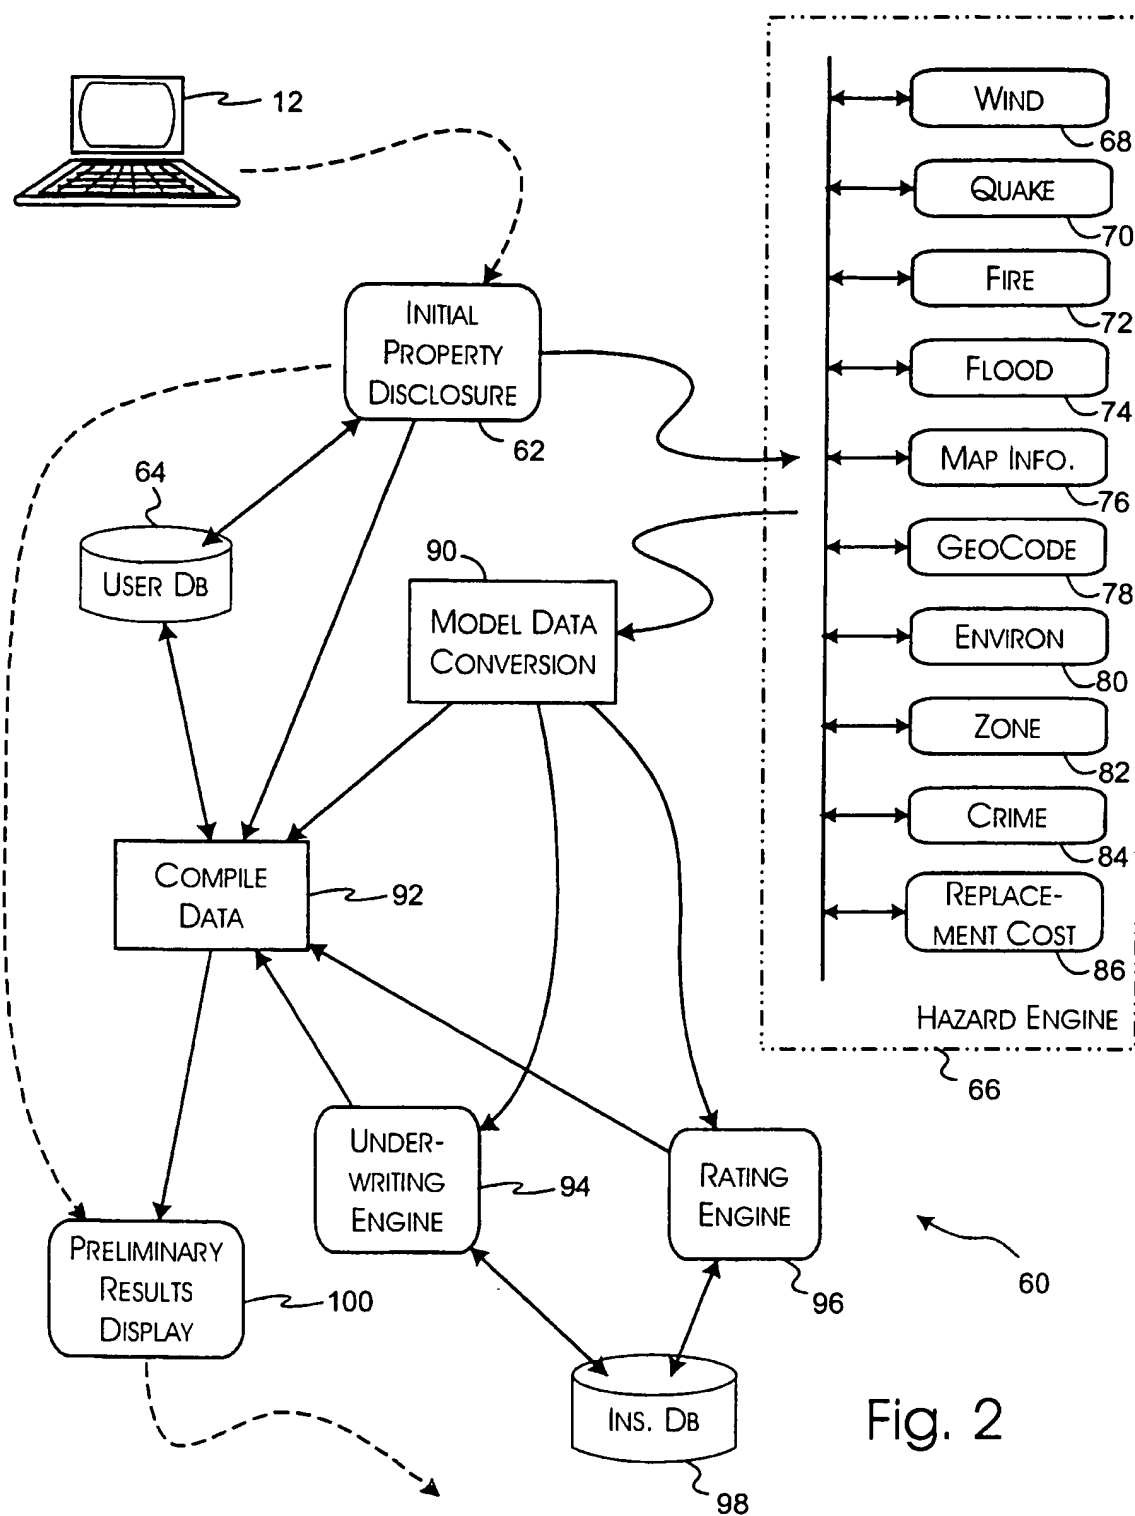 12
WIND
68
QUAKE
70
FIRE
72
FLOOD
74
MAP INFO.
76
GEOCODE
78
ENVIRON
80
ZONE
82
CRIME
84
REPLACE-
MENT COST
86
HAZARD ENGINE
66
INITIAL
PROPERTY
DISCLOSURE
62
64
USER DB
90
MODEL DATA
CONVERSION
COMPILE
DATA
92
UNDER-
WRITING
ENGINE
94
RATING
ENGINE
96
60
PRELIMINARY
RESULTS
DISPLAY
100
INS. DB
98
Fig. 2